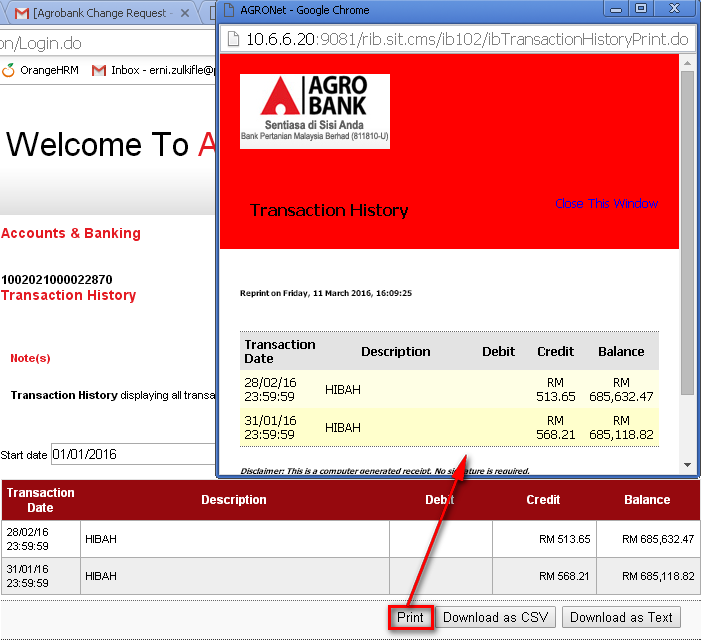 [Agrobank Change Request
AGRONet - Google Chrome
on/Login.do
10.6.6.20:9081/rib.sit.cms/ib102/ibTransactionHistoryPrint.do
OrangeHRM
Inbox - erni.zulkifle@p
AGRO
BANK
Sentiasa di Sisi Anda
Bank Pertanian Malaysia Berhad (811810-U)
Welcome To A
Transaction History
Close This Window
Accounts & Banking
1002021000022870
Transaction History
Reprint on Friday, 11 March 2016, 16:09:25
Note(s)
Transaction History displaying all transa
Transaction Date Description Debit Credit Balance
28/02/16 23:59:59 HIBAH RM 513.65 RM 685,632.47
31/01/16 23:59:59 HIBAH RM 568.21 RM 685,118.82
Start date 01/01/2016
Disclaimer: This is a computer generated receipt. No signature is required.
Transaction Date Description Debit Credit Balance
28/02/16 23:59:59 HIBAH RM 513.65 RM 685,632.47
31/01/16 23:59:59 HIBAH RM 568.21 RM 685,118.82
Print Download as CSV Download as Text